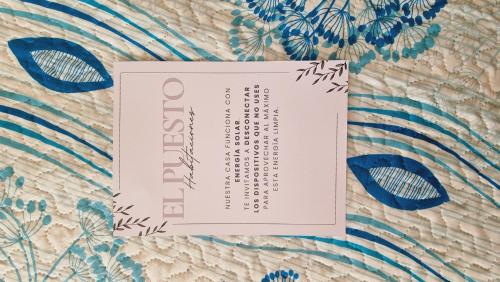 EL PUESTO
Habitaciones
NUESTRA CASA FUNCIONA CON
ENERGÍA SOLAR.
TE INVITAMOS A DESCONECTAR
LOS DISPOSITIVOS QUE NO USES
PARA APROVECHAR AL MÁXIMO
ESTA ENERGÍA LIMPIA.